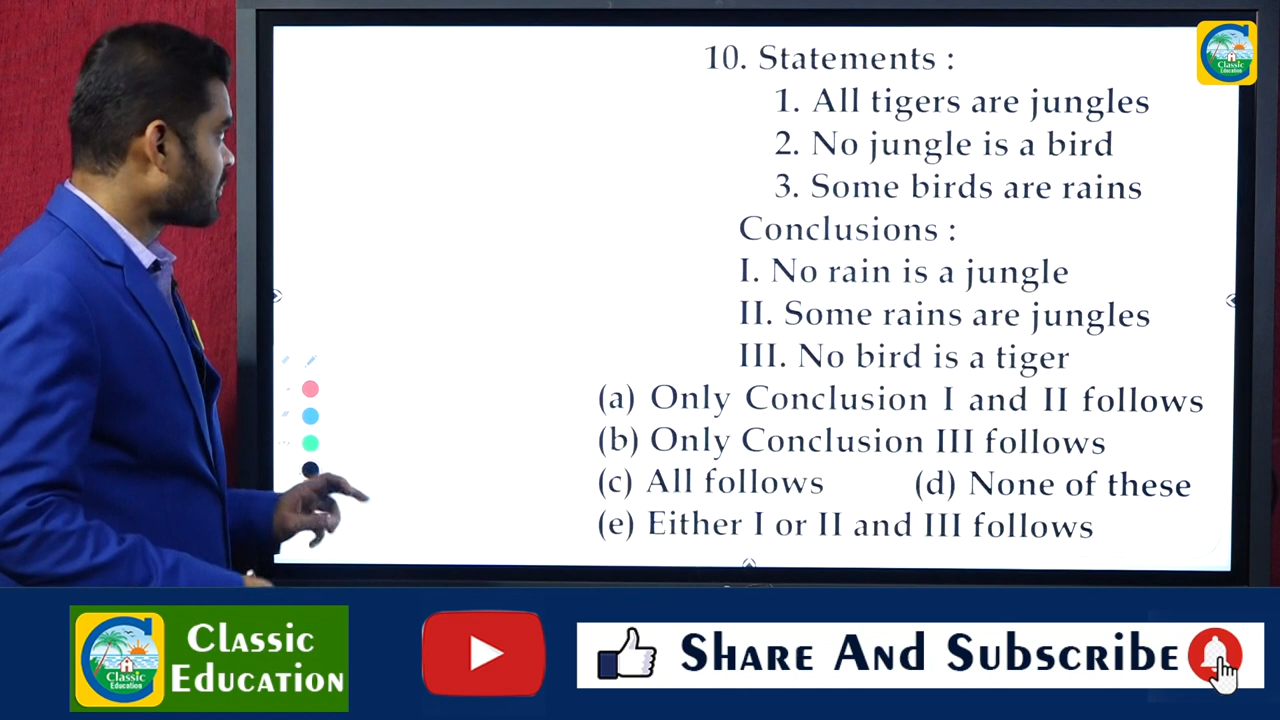 10. Statements :
1. All tigers are jungles
2. No jungle is a bird
3. Some birds are rains
Conclusions :
I. No rain is a jungle
II. Some rains are jungles
III. No bird is a tiger
(a) Only Conclusion I and II follows
(b) Only Conclusion III follows
(c) All follows (d) None of these
(e) Either I or II and III follows
Classic
Education
Classic
Education
Classic
Education
Share And Subscribe